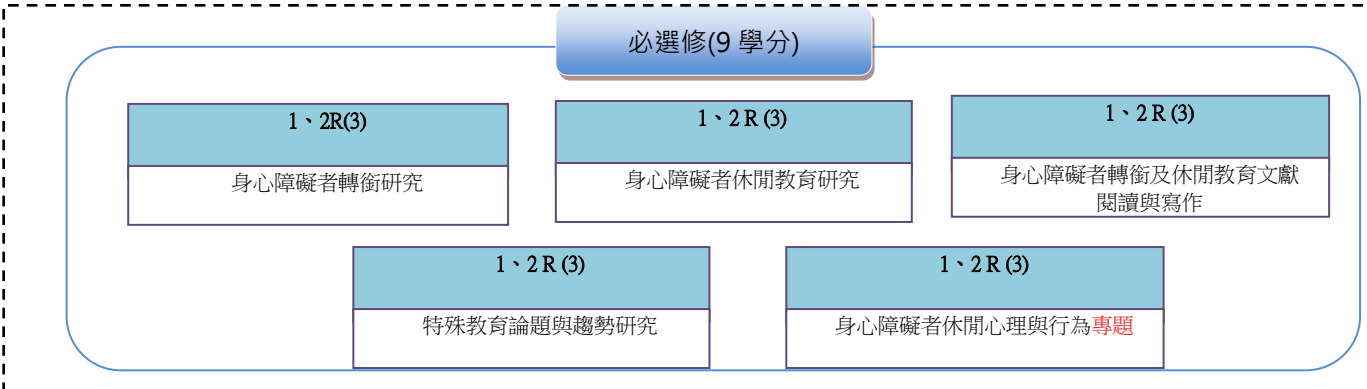 必選修(9 學分)
1、2R(3)
身心障礙者轉銜研究
1、2 R (3)
身心障礙者休閒教育研究
1、2 R (3)
身心障礙者轉銜及休閒教育文獻
閱讀與寫作
1、2 R (3)
特殊教育論題與趨勢研究
1、2 R (3)
身心障礙者休閒心理與行為專題